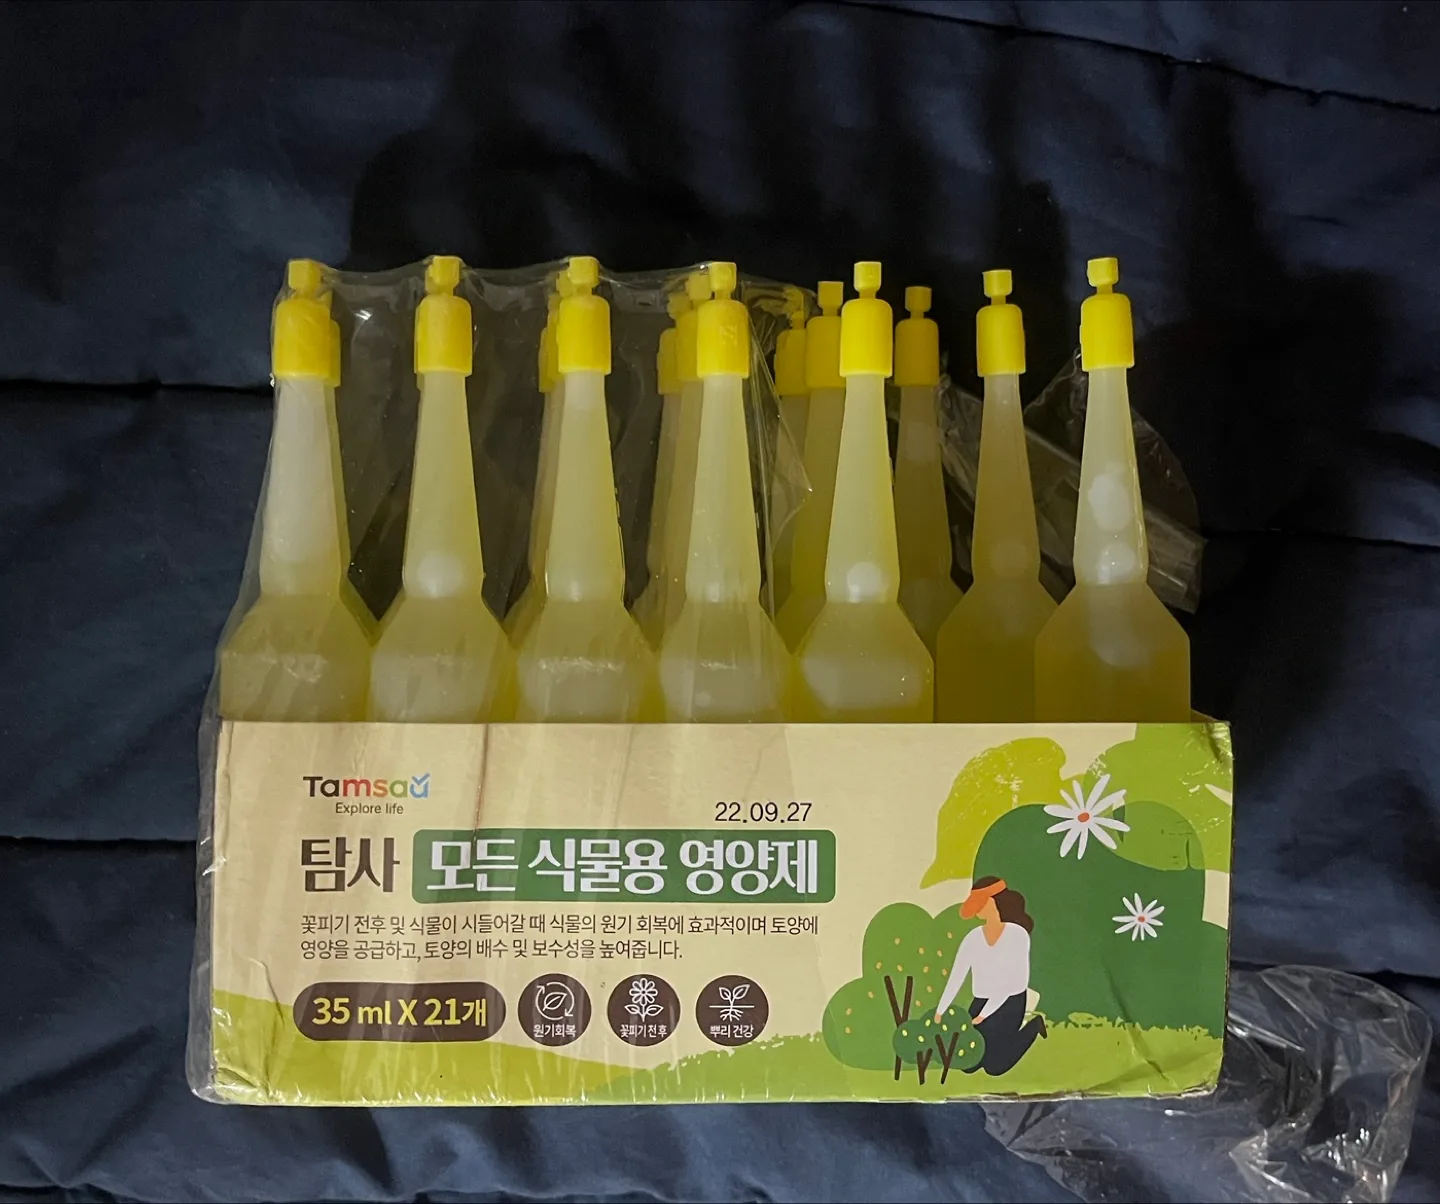 Tamsaa
Explore life
22.09.27
탐사 모든 식물용 영양제
꽃피기 전후 및 식물이 시들어갈 때 식물의 원기 회복에 효과적이며 토양에
영양을 공급하고, 토양의 배수 및 보수성을 높여줍니다.
35 ml X 21개
원기회복
꽃피기 전후
뿌리 건강